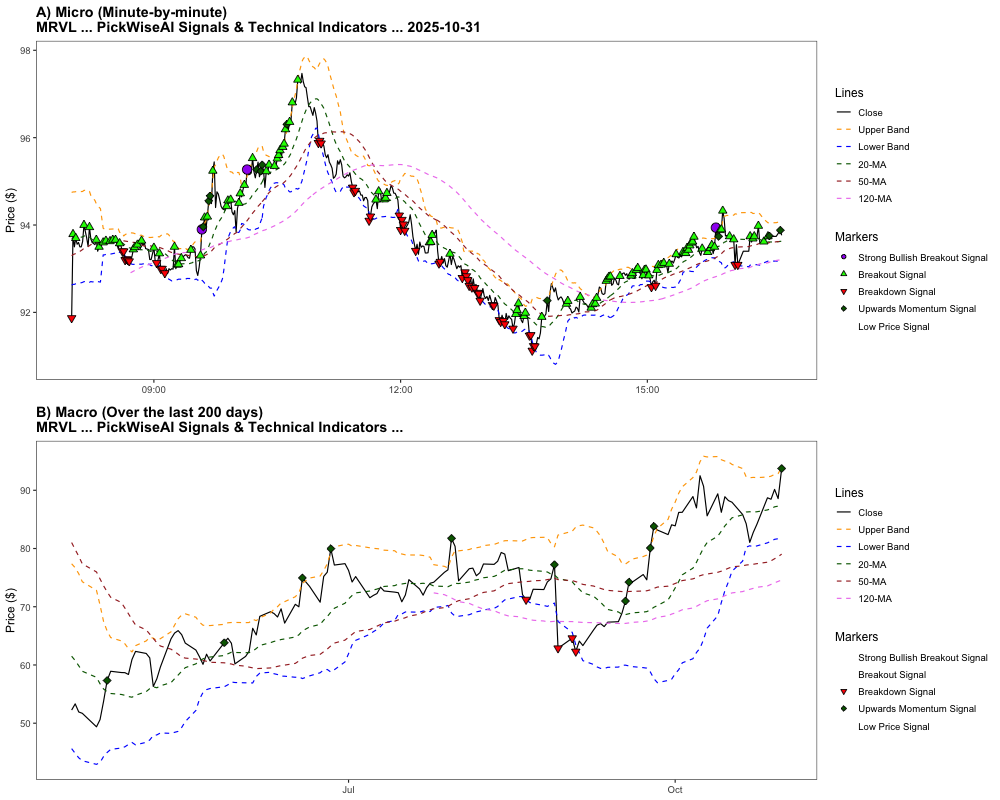 A) Micro (Minute-by-minute)
MRVL ... PickWiseAI Signals & Technical Indicators ... 2025-10-31
98
96
94
92
Price ($)
09:00
12:00
15:00
Lines
Close
Upper Band
Lower Band
20-MA
50-MA
120-MA
Markers
Strong Bullish Breakout Signal
Breakout Signal
Breakdown Signal
Upwards Momentum Signal
Low Price Signal
B) Macro (Over the last 200 days)
MRVL ... PickWiseAI Signals & Technical Indicators ...
90
80
70
60
50
Price ($)
Jul
Oct
Lines
Close
Upper Band
Lower Band
20-MA
50-MA
120-MA
Markers
Strong Bullish Breakout Signal
Breakout Signal
Breakdown Signal
Upwards Momentum Signal
Low Price Signal